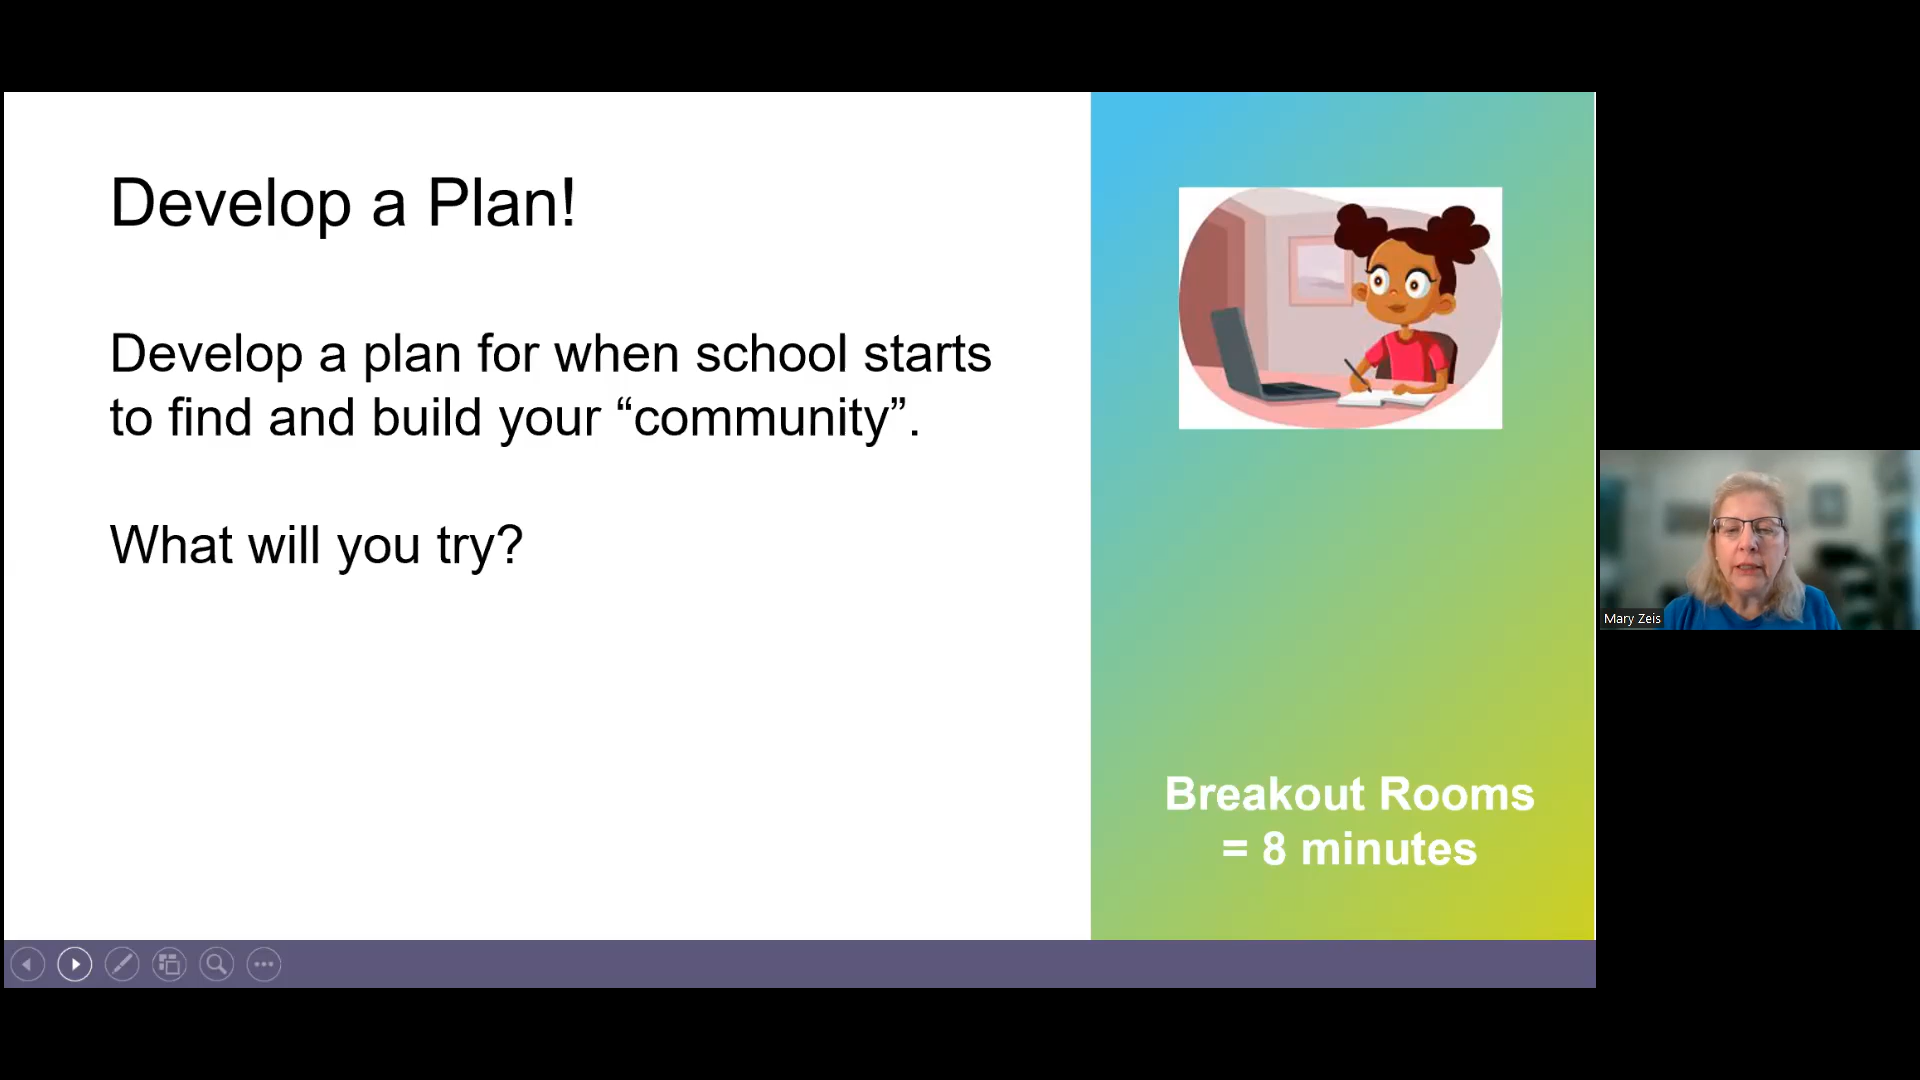 Develop a Plan!
Develop a plan for when school starts
to find and build your “community”.
What will you try?
Breakout Rooms
= 8 minutes
Mary Zeis